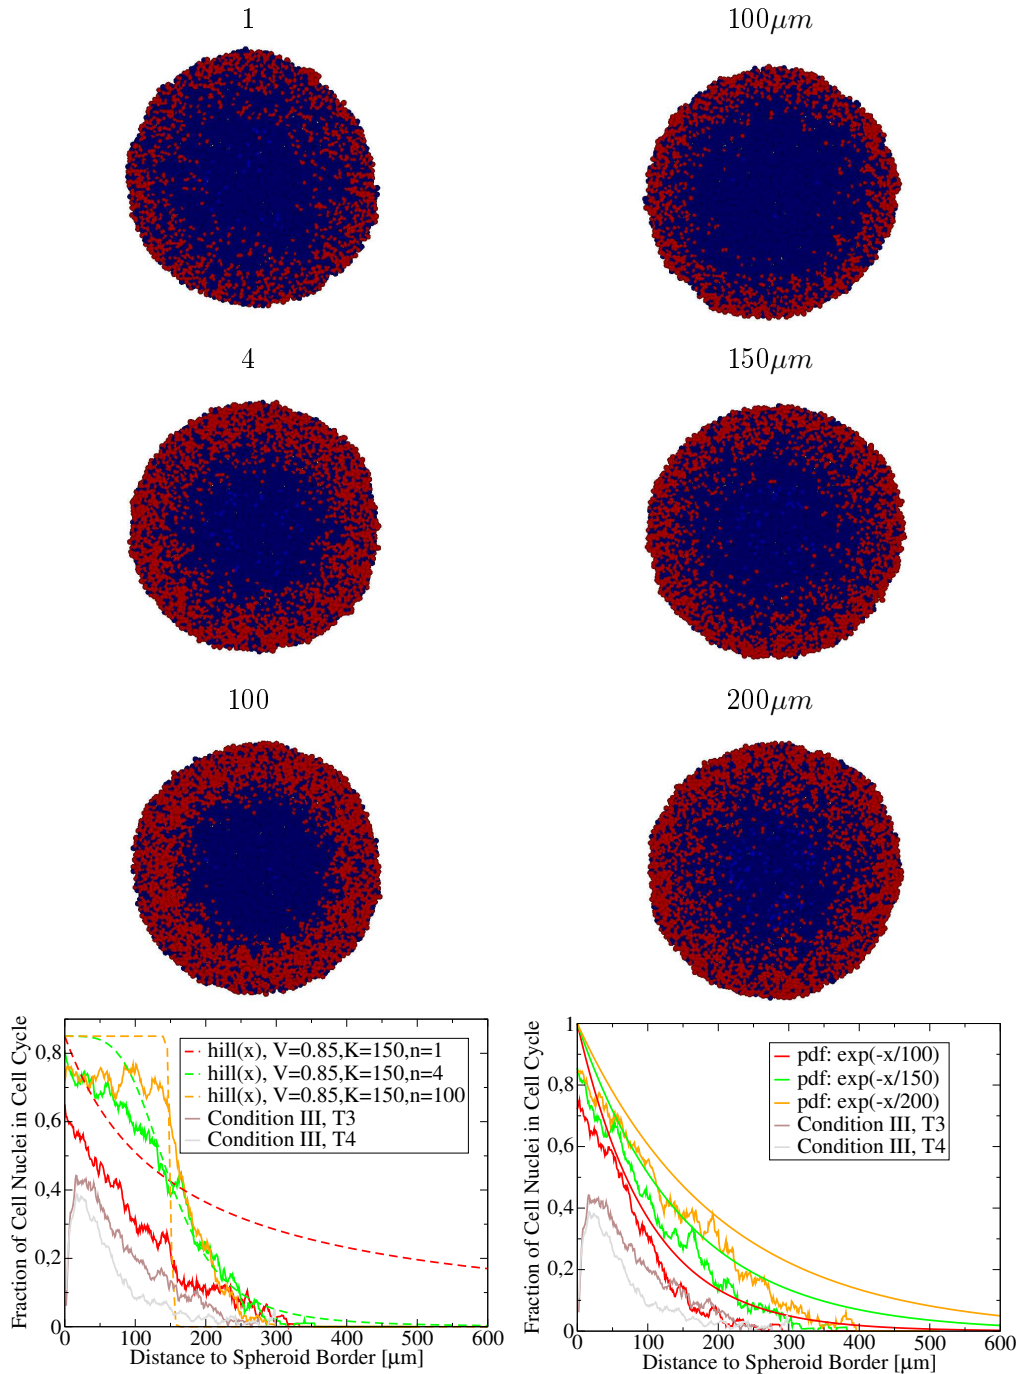 1
100μm
4
150μm
100
200μm
Fraction of Cell Nuclei in Cell Cycle
0
0.2
0.4
0.6
0.8
hill(x), V=0.85,K=150,n=1
hill(x), V=0.85,K=150,n=4
hill(x), V=0.85,K=150,n=100
Condition III, T3
Condition III, T4
0 100 200 300 400 500 600
Distance to Spheroid Border [μm]
Fraction of Cell Nuclei in Cell Cycle
0
0.2
0.4
0.6
0.8
1
pdf: exp(-x/100)
pdf: exp(-x/150)
pdf: exp(-x/200)
Condition III, T3
Condition III, T4
0 100 200 300 400 500 600
Distance to Spheroid Border [μm]